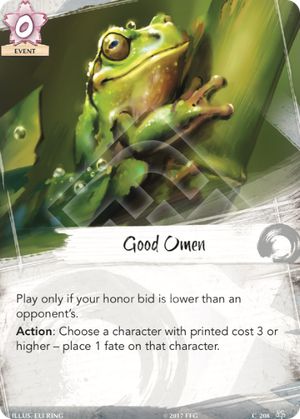 0
EVENT
Good Omen
Play only if your honor bid is lower than an
opponent's.
Action: Choose a character with printed cost 3 or
higher – place 1 fate on that character.
ILLUS: ELI RING
©2017 FFG
C 208